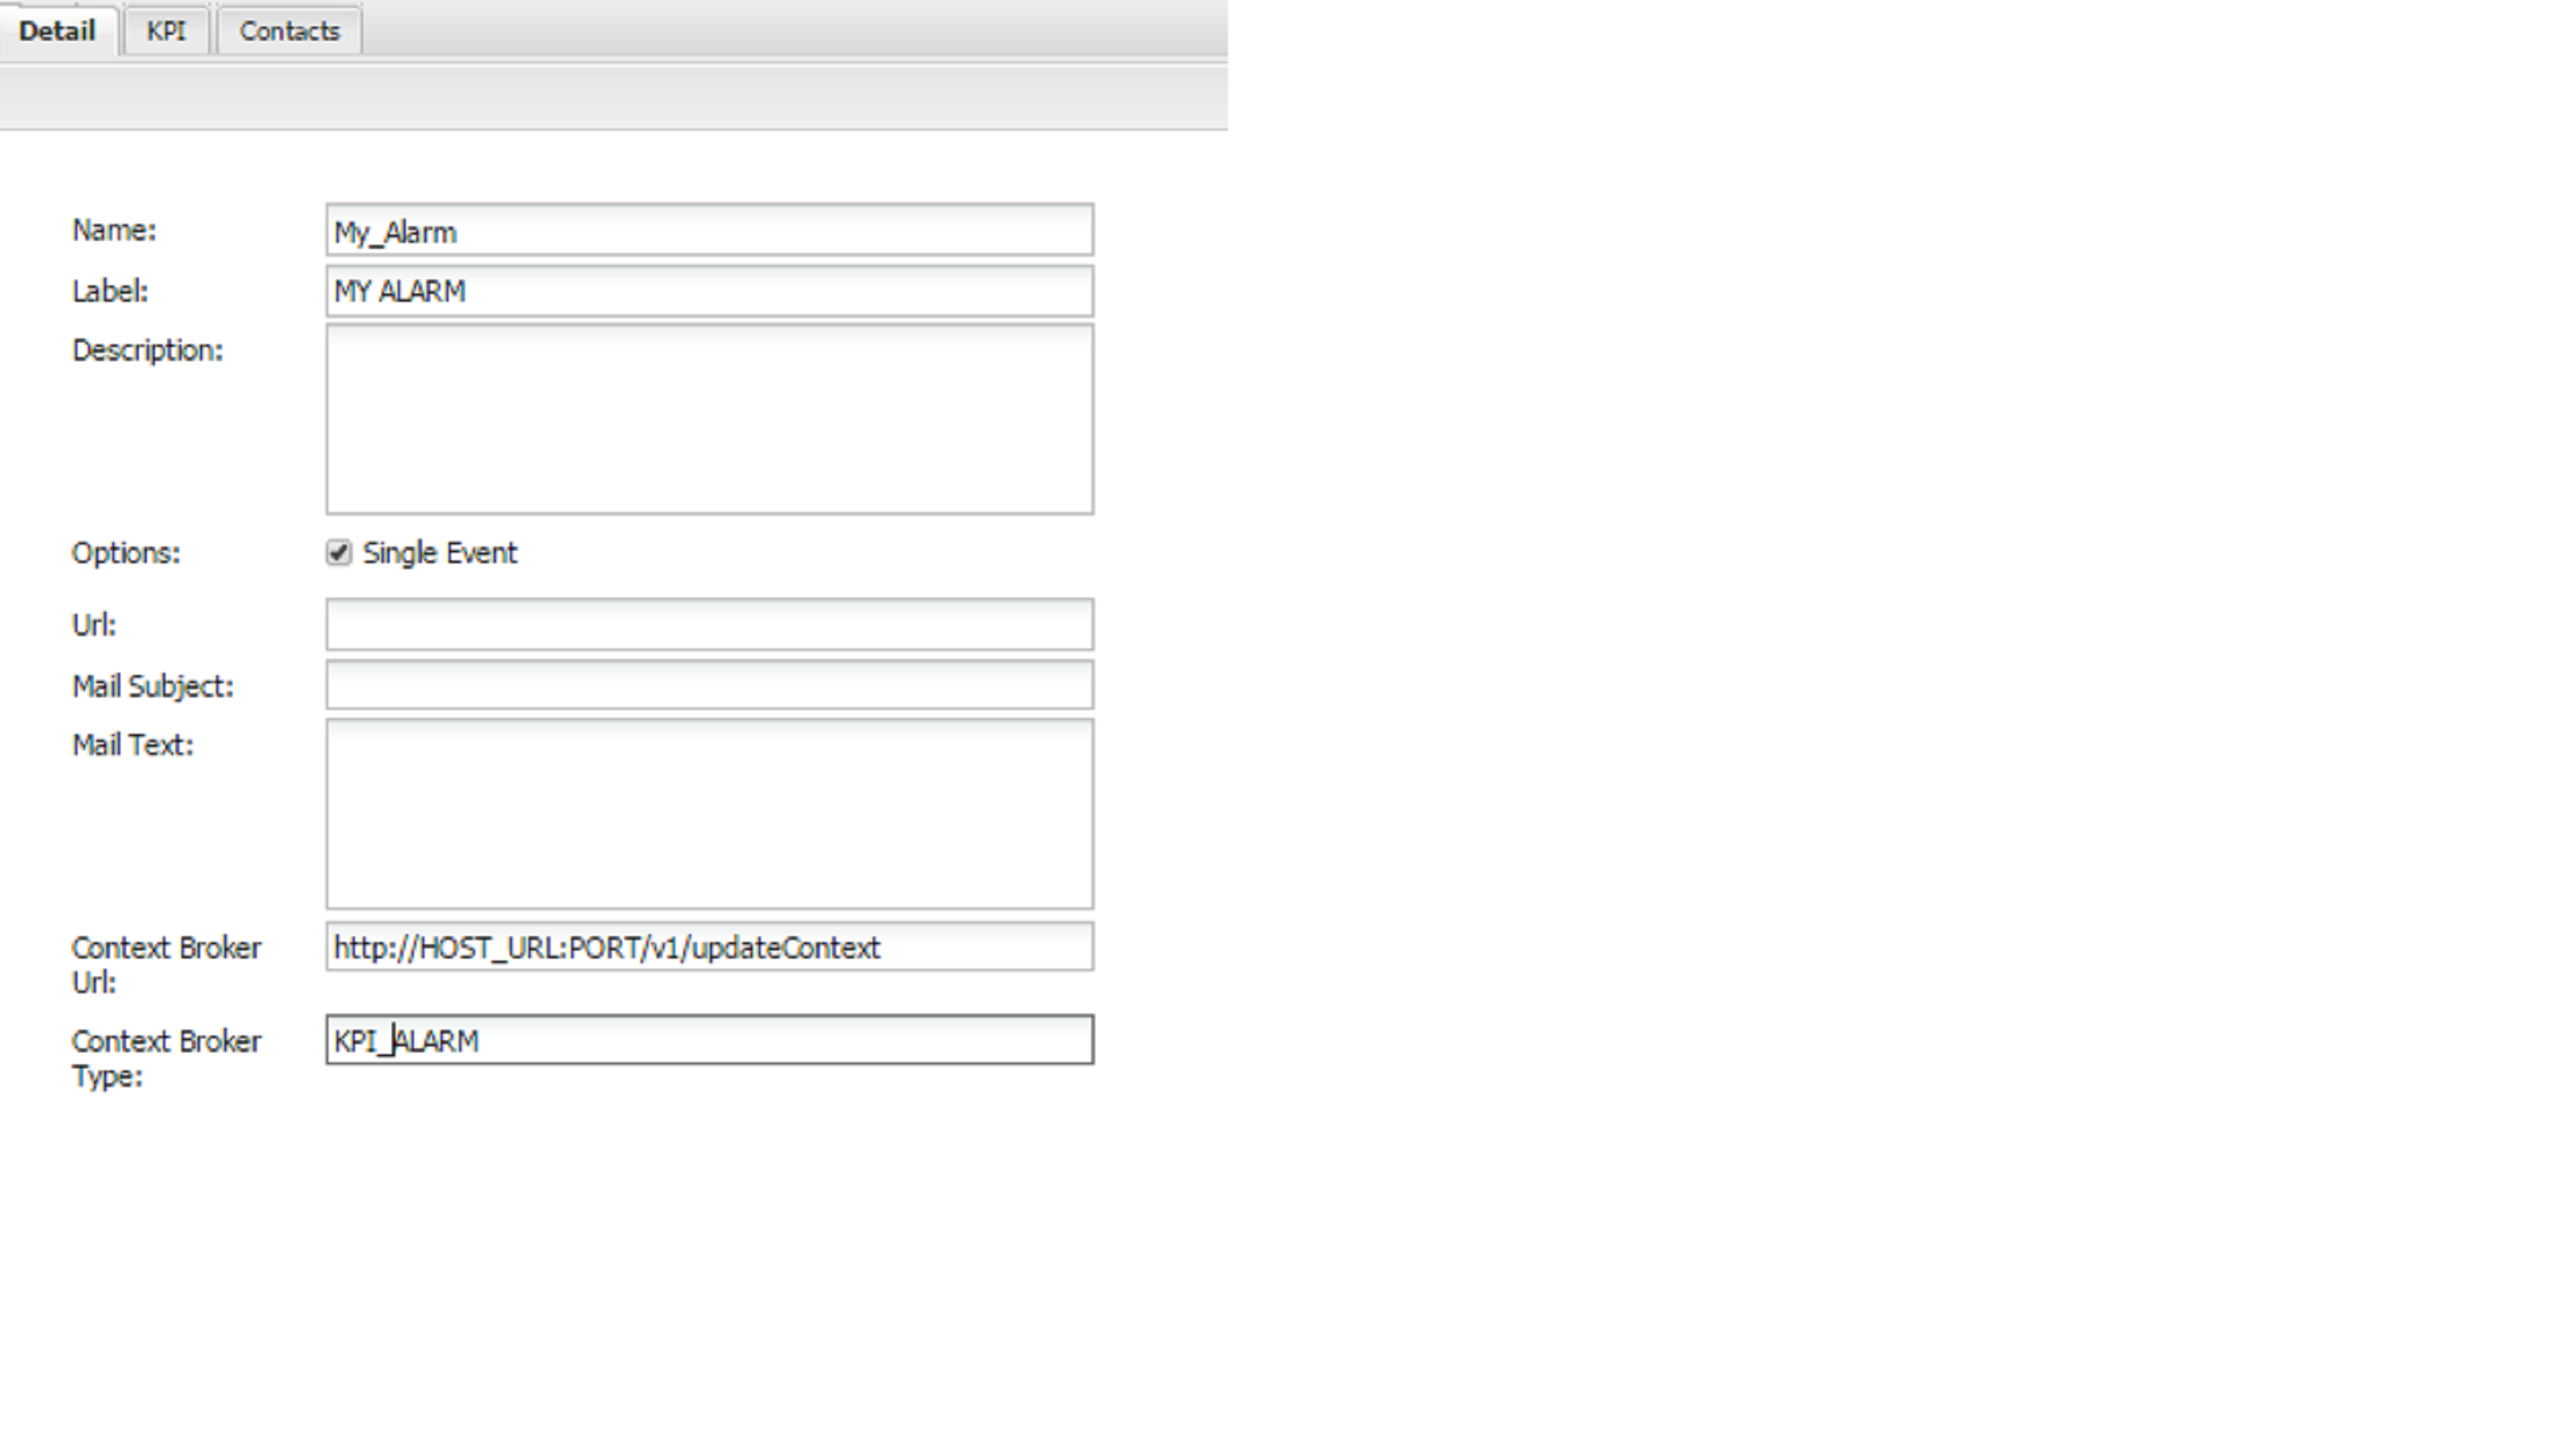 Detail KPI Contacts
Name: My_Alarm
Label: MY ALARM
Description:
Options: Single Event
Url:
Mail Subject:
Mail Text:
Context Broker Url: http://HOST_URL:PORT/v1/updateContext
Context Broker Type: KPI_ALARM